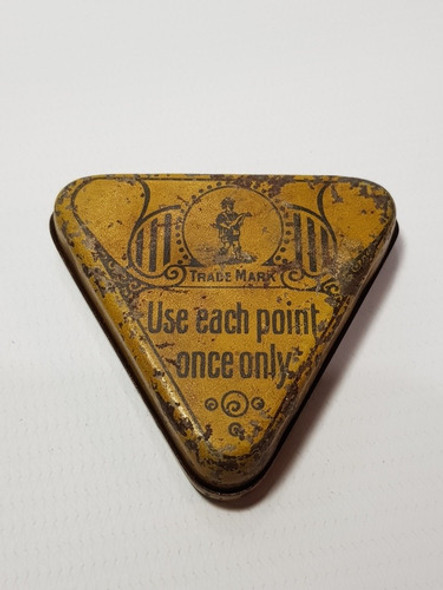 TRADE MARK
Use each point
once only.